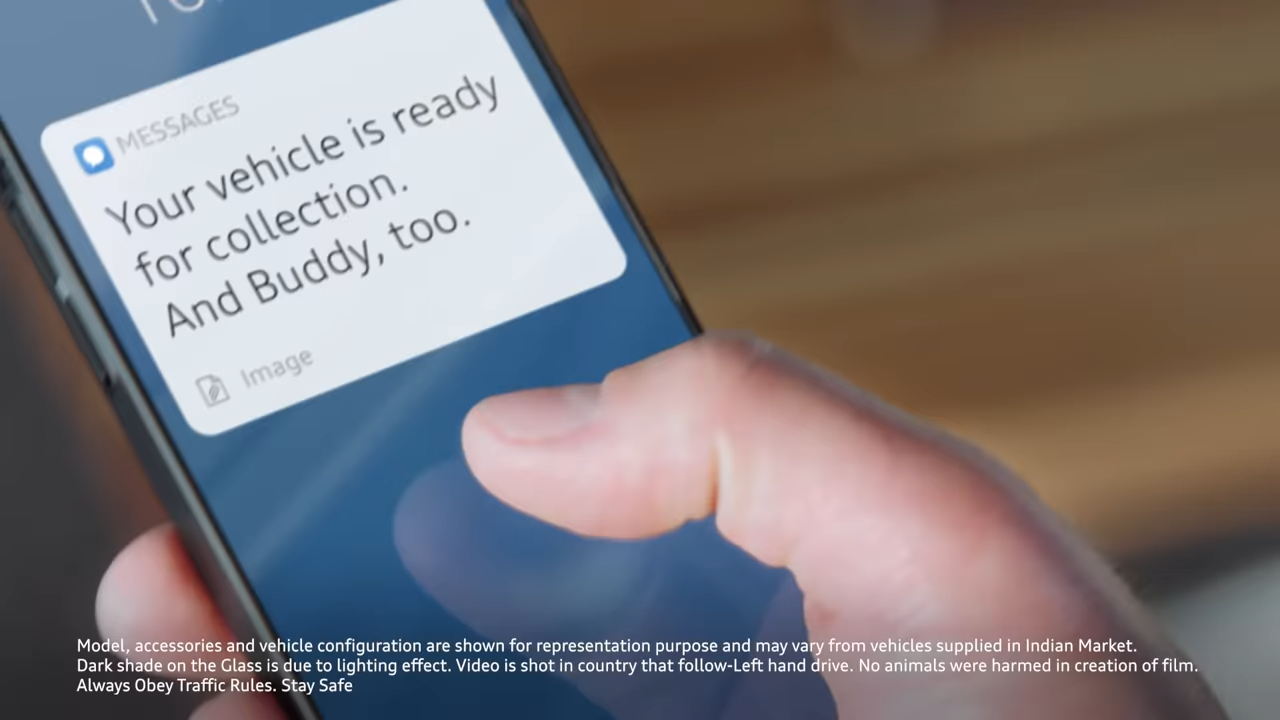 MESSAGES
Your vehicle is ready
for collection.
And Buddy, too.
Image
Model, accessories and vehicle configuration are shown for representation purpose and may vary from vehicles supplied in Indian Market.
Dark shade on the Glass is due to lighting effect. Video is shot in country that follow-Left hand drive. No animals were harmed in creation of film.
Always Obey Traffic Rules. Stay Safe